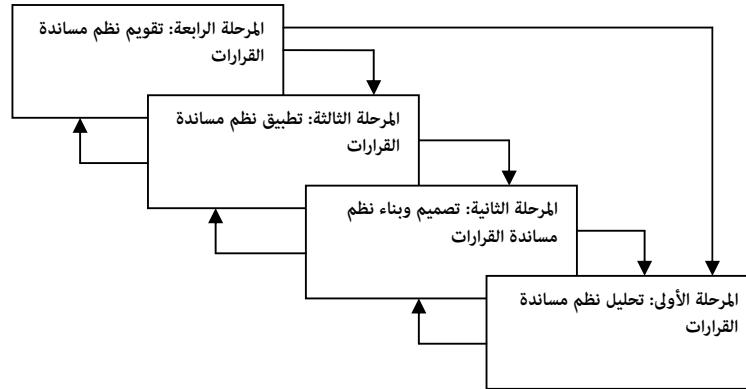 المرحلة الرابعة: تقويم نظم مساندة
القرارات
المرحلة الثالثة: تطبيق نظم مساندة
القرارات
المرحلة الثانية: تصميم وبناء نظم
مساندة القرارات
المرحلة الأولى: تحليل نظم مساندة
القرارات